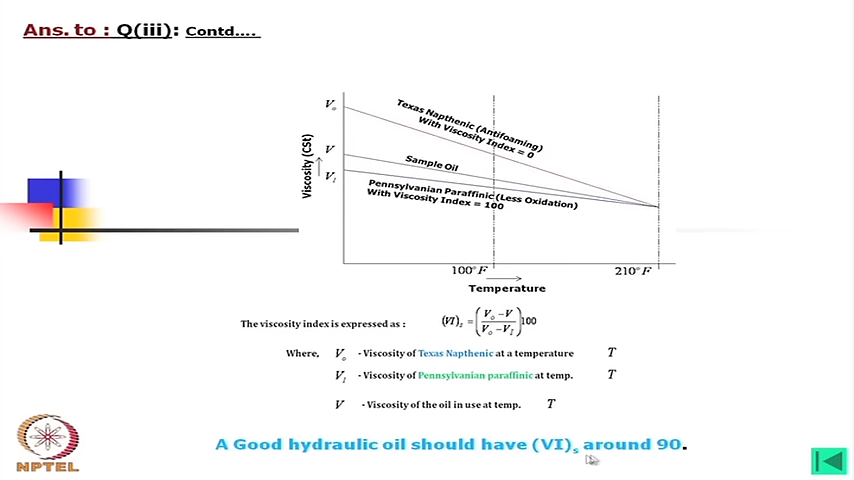 Ans. to : Q(iii): Contd....
Vo
V
VI
Viscosity (CSt)
Texas Napthenic (Antifoaming)
With Viscosity Index = 0
Sample Oil
Pennsylvanian Paraffinic (Less Oxidation)
With Viscosity Index = 100
100°F
210°F
Temperature
The viscosity index is expressed as : (VI)s = (Vo − V / Vo − VI) 100
Where, Vo - Viscosity of Texas Napthenic at a temperature T
VI - Viscosity of Pennsylvanian paraffinic at temp. T
V - Viscosity of the oil in use at temp. T
A Good hydraulic oil should have (VI)s around 90.
NPTEL